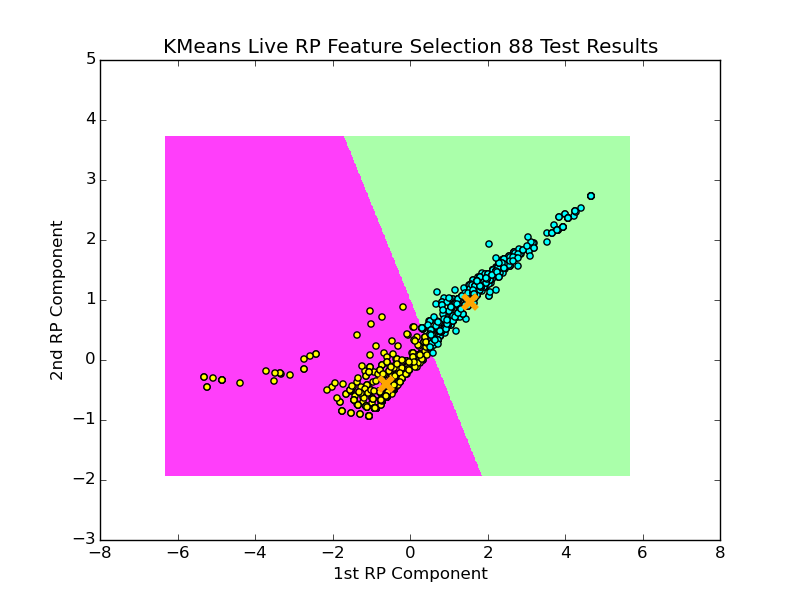 KMeans Live RP Feature Selection 88 Test Results
5
4
3
2
1
0
−1
−2
−3
2nd RP Component
−8 −6 −4 −2 0 2 4 6 8
1st RP Component